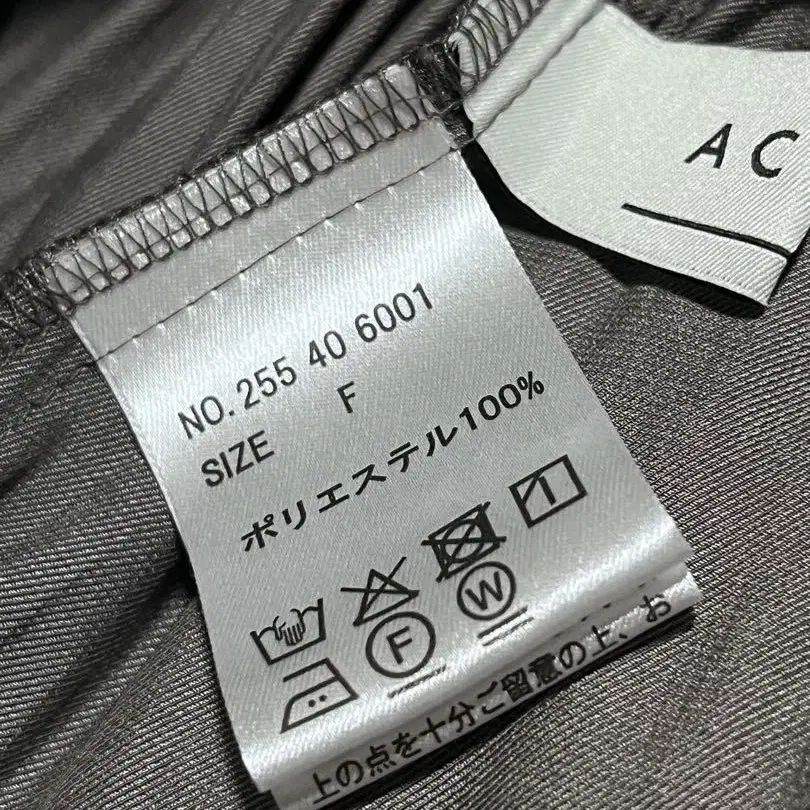 AC
NO.255 40 6001
SIZE F
ポリエステル100%
F
W
上の点を十分ご留意の上、お